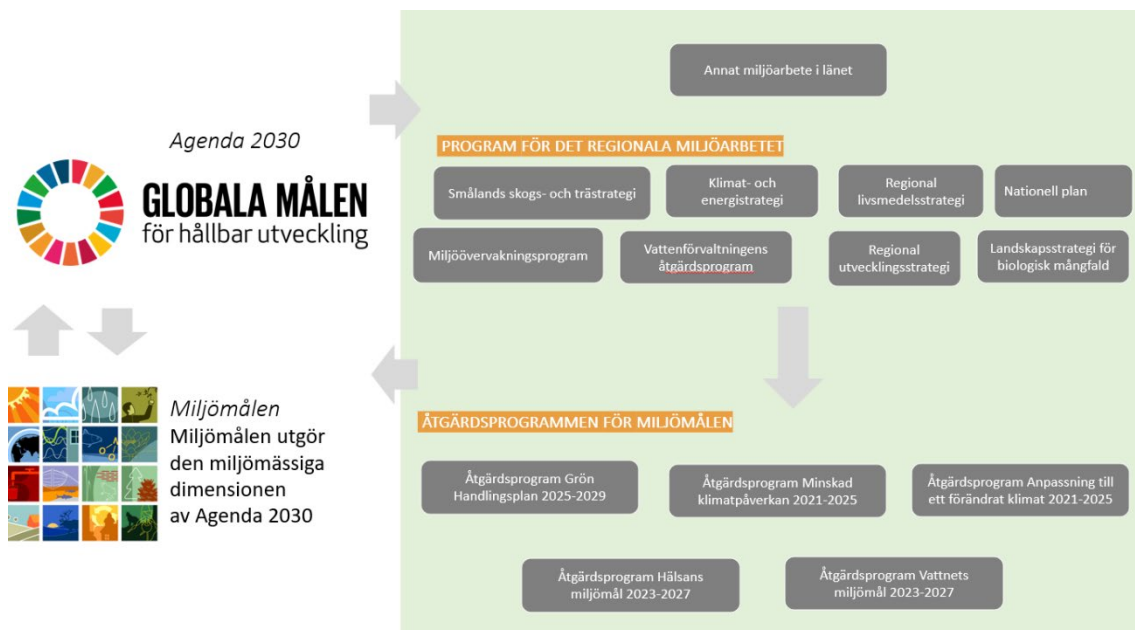 Agenda 2030
GLOBALA MÅLEN
för hållbar utveckling
Miljömålen
Miljömålen utgör
den miljömässiga
dimensionen
av Agenda 2030
Annat miljöarbete i länet
PROGRAM FÖR DET REGIONALA MILJÖARBETET
Smålands skogs- och trästrategi
Klimat- och
energistrategi
Regional
livsmedelsstrategi
Nationell plan
Miljöövervakningsprogram
Vattenförvaltningens
åtgärdsprogram
Regional
utvecklingsstrategi
Landskapsstrategi för
biologisk mångfald
ÅTGÄRDSPROGRAMMEN FÖR MILJÖMÅLEN
Åtgärdsprogram Grön
Handlingsplan 2025-2029
Åtgärdsprogram Minskad
klimatpåverkan 2021-2025
Åtgärdsprogram Anpassning till
ett förändrat klimat 2021-2025
Åtgärdsprogram Hälsans
miljömål 2023-2027
Åtgärdsprogram Vattnets
miljömål 2023-2027